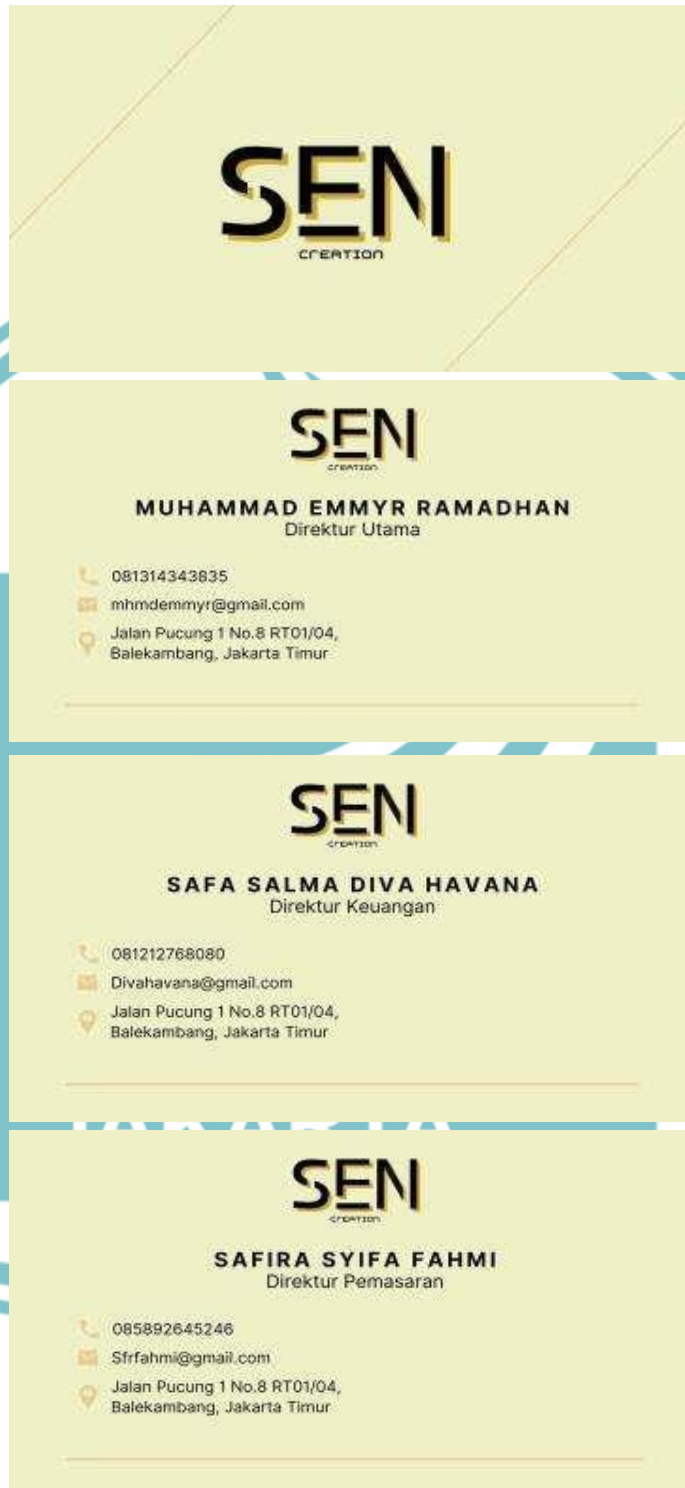 SEN
CREATION
SEN
CREATION
MUHAMMAD EMMYR RAMADHAN
Direktur Utama
081314343835
mhmdemmyr@gmail.com
Jalan Pucung 1 No.8 RT01/04,
Balekambang, Jakarta Timur
SEN
CREATION
SAFA SALMA DIVA HAVANA
Direktur Keuangan
081212768080
Divahavana@gmail.com
Jalan Pucung 1 No.8 RT01/04,
Balekambang, Jakarta Timur
JAKARTA
SEN
CREATION
SAFIRA SYIFA FAHMI
Direktur Pemasaran
085892645246
Sfrfahmi@gmail.com
Jalan Pucung 1 No.8 RT01/04,
Balekambang, Jakarta Timur